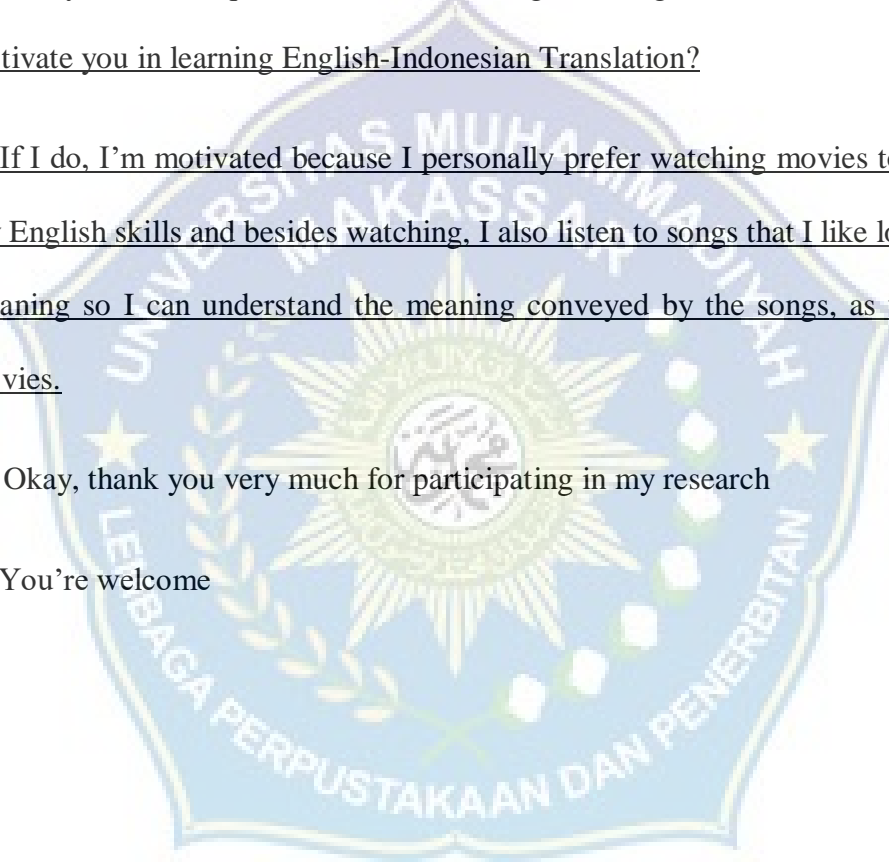 tivate you in learning English-Indonesian Translation?
If I do, I'm motivated because I personally prefer watching movies
English skills and besides watching, I also listen to songs that I like
aning so I can understand the meaning conveyed by the songs, as
vies.
Okay, thank you very much for participating in my research
You're welcome
UNIVERSITAS MUHAMMADIYAH
MAKASSAR
LEMBAGA PERPUSTAKAAN DAN PENERBITAN